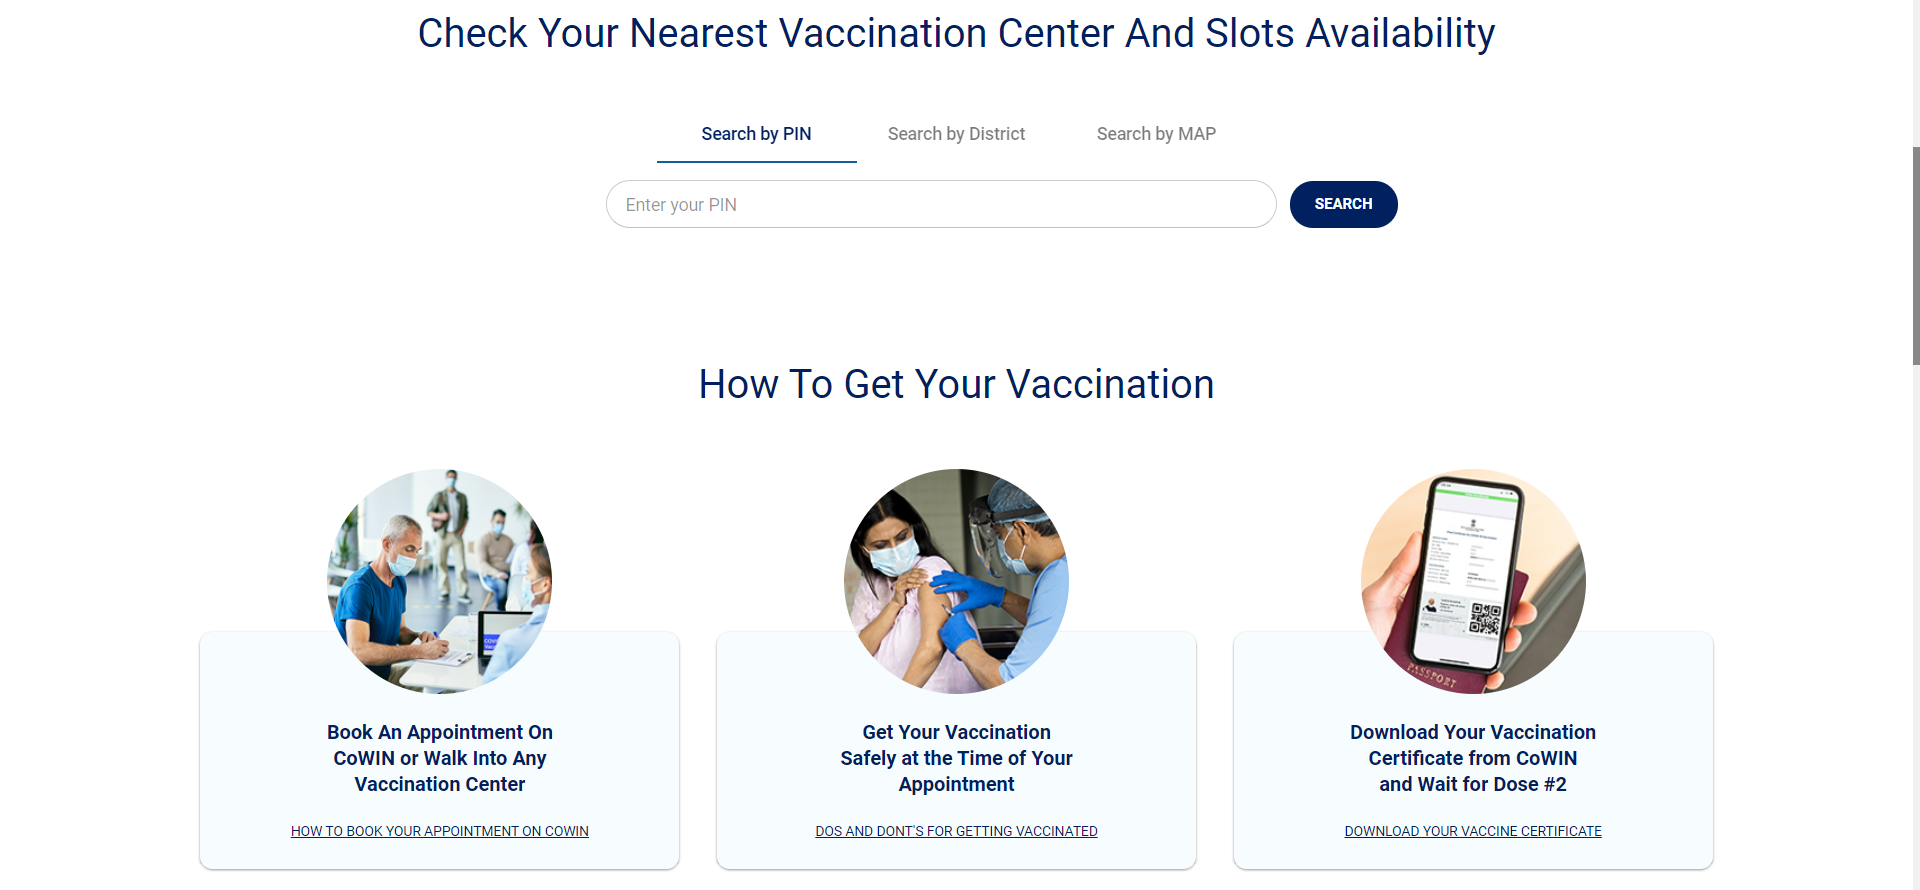 Check Your Nearest Vaccination Center And Slots Availability
Search by PIN
Search by District
Search by MAP
Enter your PIN
SEARCH
How To Get Your Vaccination
PASSPORT
Book An Appointment On
CoWIN or Walk Into Any
Vaccination Center
HOW TO BOOK YOUR APPOINTMENT ON COWIN
Get Your Vaccination
Safely at the Time of Your
Appointment
DOS AND DONT'S FOR GETTING VACCINATED
Download Your Vaccination
Certificate from CoWIN
and Wait for Dose #2
DOWNLOAD YOUR VACCINE CERTIFICATE